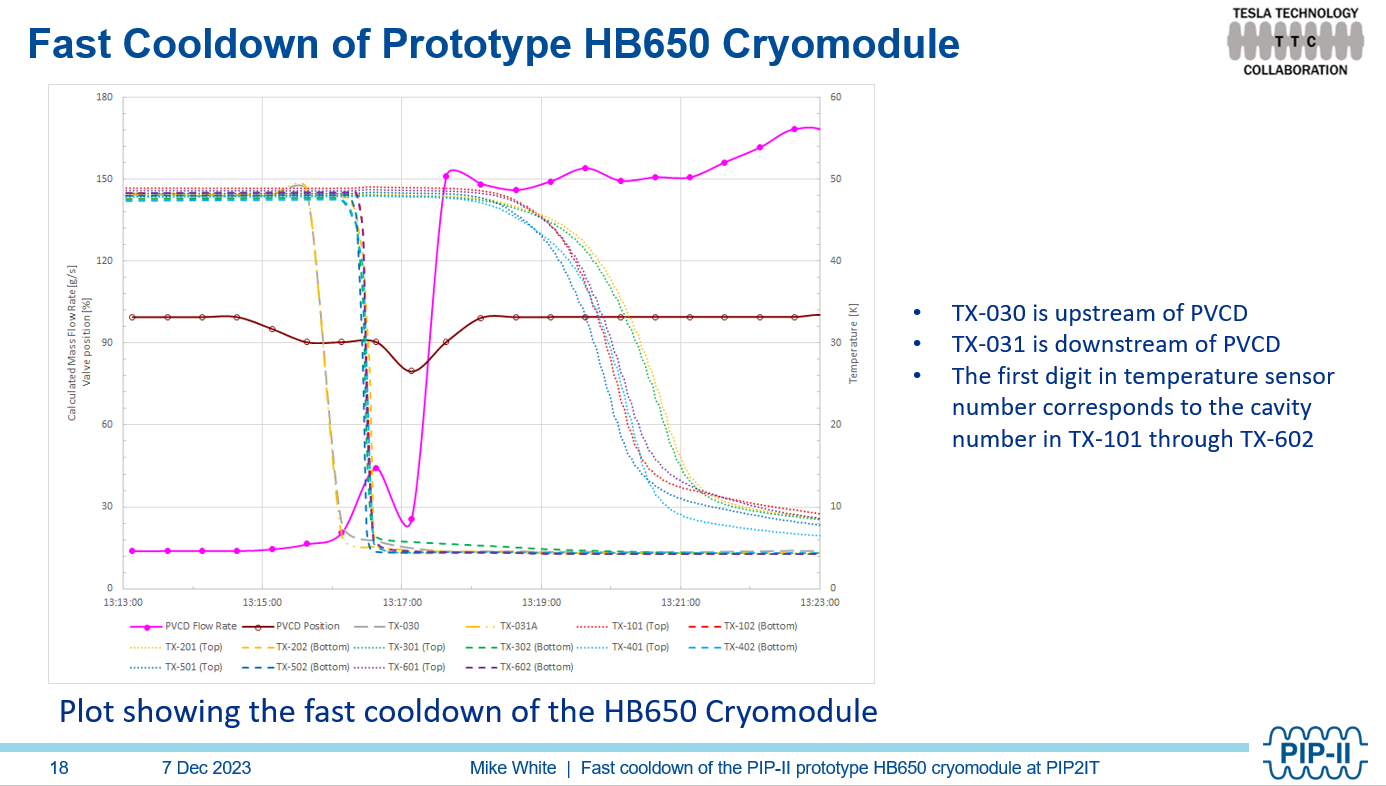 Fast Cooldown of Prototype HB650 Cryomodule
TESLA TECHNOLOGY
T T C
COLLABORATION
180
150
120
90
60
30
0
60
50
40
30
20
10
0
Calculated Mass Flow Rate [g/s]
Valve position [%]
Temperature [K]
13:13:00 13:15:00 13:17:00 13:19:00 13:21:00 13:23:00
PVCD Flow Rate PVCD Position TX-030 TX-031A TX-101 (Top) TX-102 (Bottom)
TX-201 (Top) TX-202 (Bottom) TX-301 (Top) TX-302 (Bottom) TX-401 (Top) TX-402 (Bottom)
TX-501 (Top) TX-502 (Bottom) TX-601 (Top) TX-602 (Bottom)
• TX-030 is upstream of PVCD
• TX-031 is downstream of PVCD
• The first digit in temperature sensor
number corresponds to the cavity
number in TX-101 through TX-602
Plot showing the fast cooldown of the HB650 Cryomodule
PIP-II
18 7 Dec 2023 Mike White | Fast cooldown of the PIP-II prototype HB650 cryomodule at PIP2IT